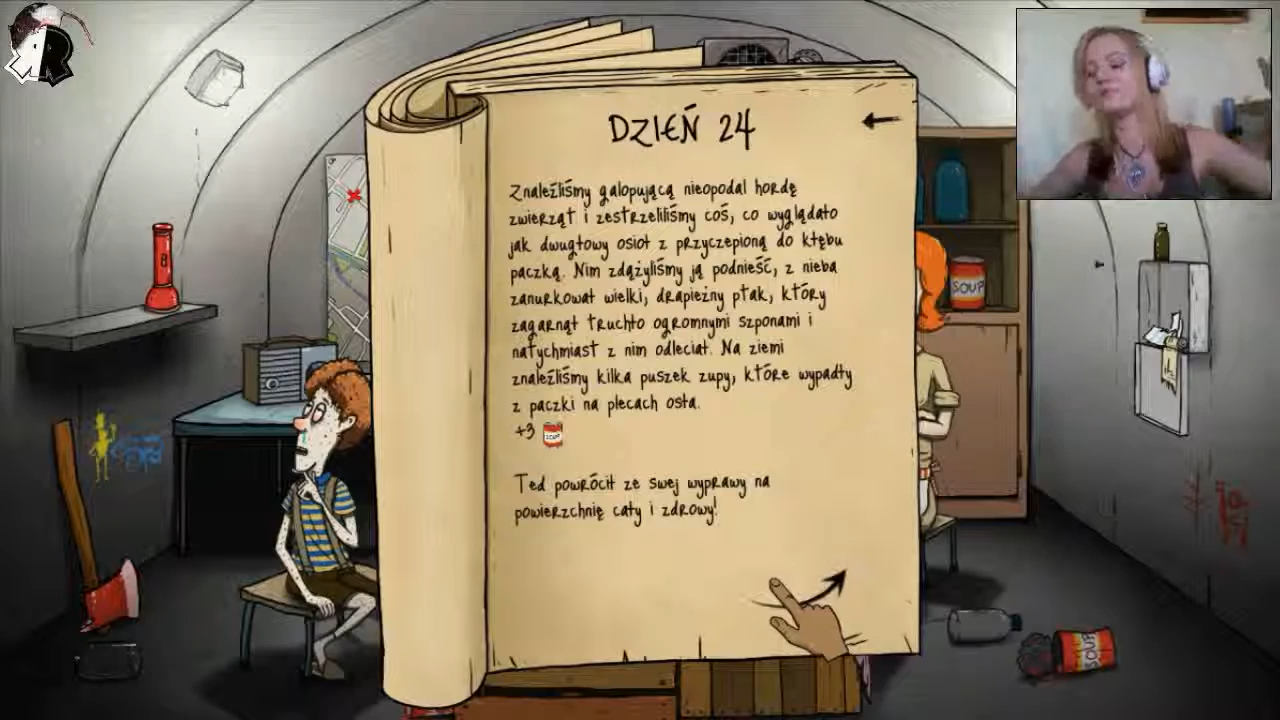 DZIEŃ 24
Znaleźliśmy galopującą nieopodal hordę
zwierząt i zestrzeliliśmy coś, co wyglądało
jak dwugłowy osioł z przyczepioną do kłębu
paczką. Nim zdążyliśmy ją podnieść, z nieba
zanurkował wielki, drapieżny ptak, który
zagarnął truchło ogromnymi szponami i
natychmiast z nim odleciał. Na ziemi
znaleźliśmy kilka puszek zupy, które wypadły
z paczki na plecach osła.
+3 SOUP
Ted powrócił ze swej wyprawy na
powierzchnię cały i zdrowy!
SOUP
SOUP